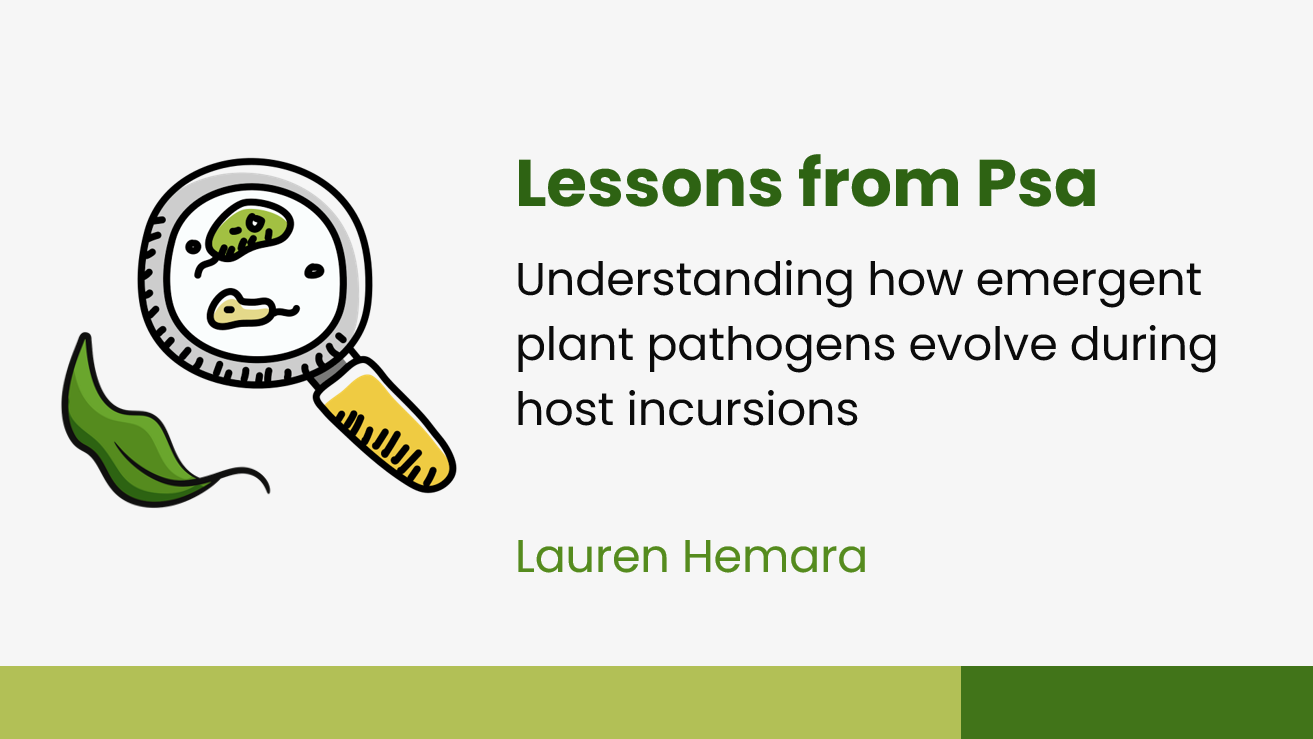 Lessons from Psa
Understanding how emergent
plant pathogens evolve during
host incursions
Lauren Hemara